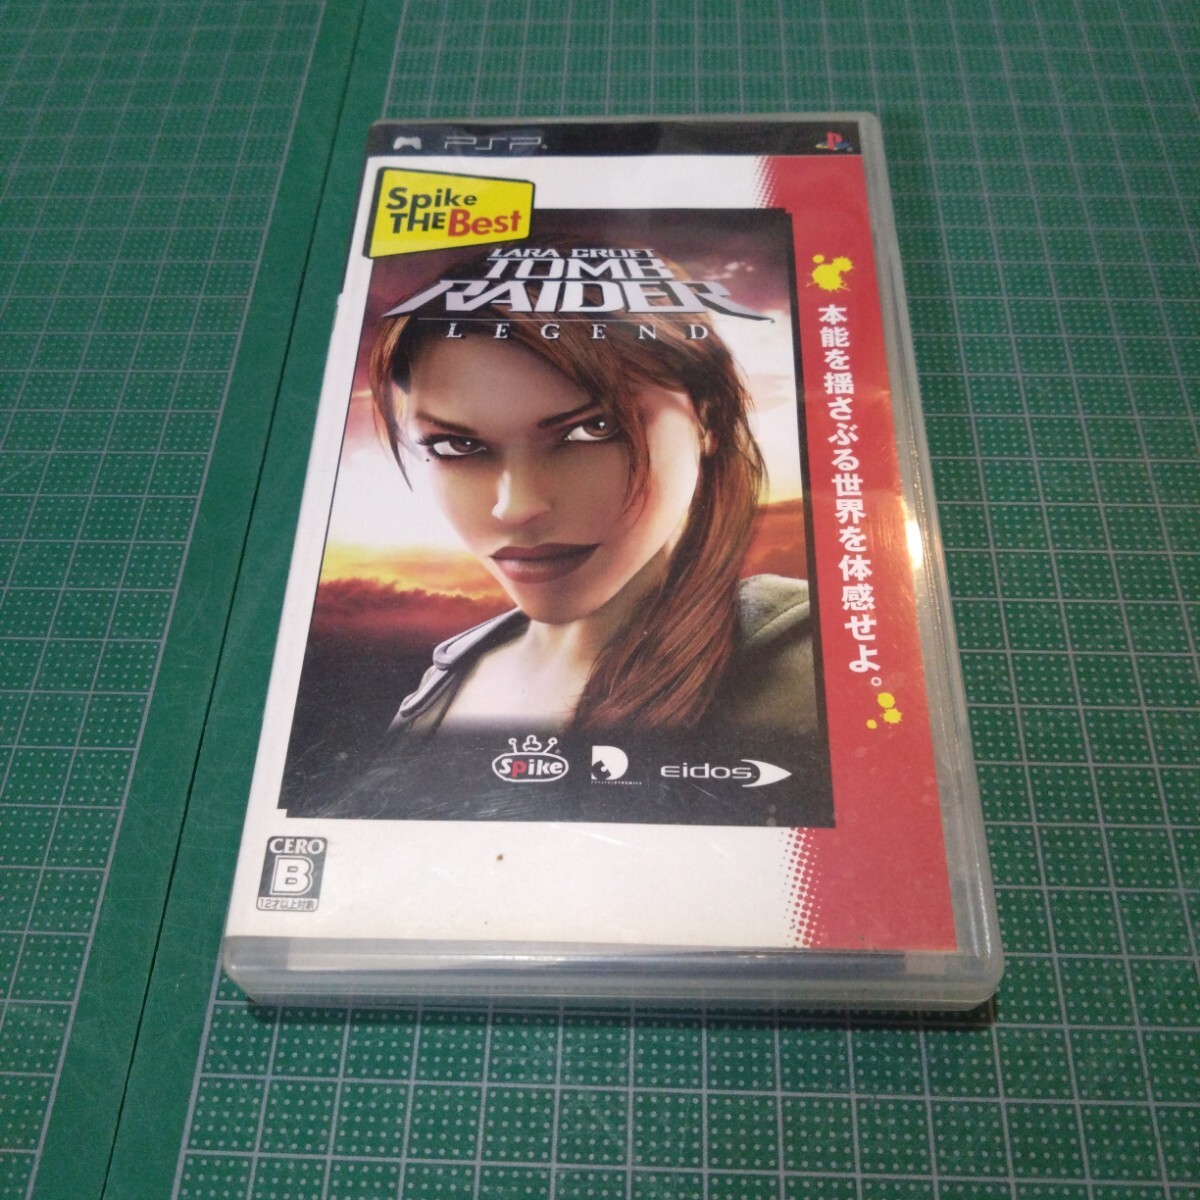 PSP
Spike
THE Best
LARA CROFT
TOMB
RAIDER
LEGEND
本能を揺さぶる世界を体感せよ。
Spike
eidos
CERO
B
12才以上対象